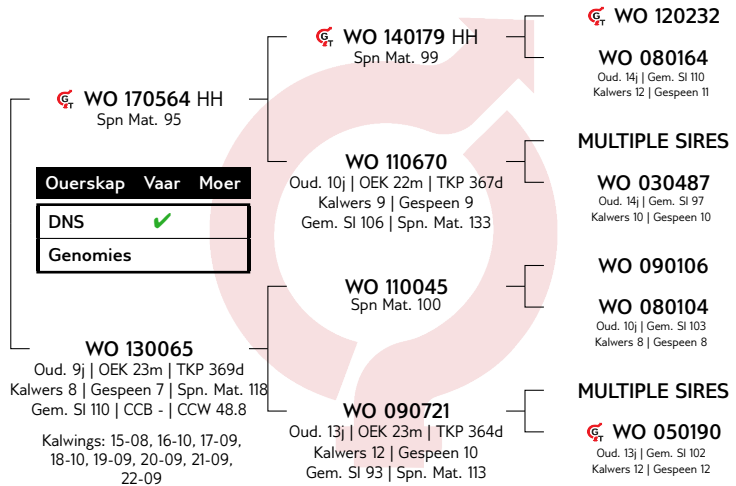 WO 170564 HH
Spn Mat. 95
Ouerskap Vaar Moer
DNS ✔
Genomies
WO 130065
Oud. 9j | OEK 23m | TKP 369d
Kalwers 8 | Gespeen 7 | Spn. Mat. 118
Gem. SI 110 | CCB - | CCW 48.8
Kalwings: 15-08, 16-10, 17-09,
18-10, 19-09, 20-09, 21-09,
22-09
GT WO 140179 HH
Spn Mat. 99
WO 110670
Oud. 10j | OEK 22m | TKP 367d
Kalwers 9 | Gespeen 9
Gem. SI 106 | Spn. Mat. 133
WO 110045
Spn Mat. 100
WO 090721
Oud. 13j | OEK 23m | TKP 364d
Kalwers 12 | Gespeen 10
Gem. SI 93 | Spn. Mat. 113
GT WO 120232
WO 080164
Oud. 14j | Gem. SI 110
Kalwers 12 | Gespeen 11
MULTIPLE SIRES
WO 030487
Oud. 14j | Gem. SI 97
Kalwers 10 | Gespeen 10
WO 090106
WO 080104
Oud. 10j | Gem. SI 103
Kalwers 8 | Gespeen 8
MULTIPLE SIRES
GT WO 050190
Oud. 13j | Gem. SI 102
Kalwers 12 | Gespeen 12